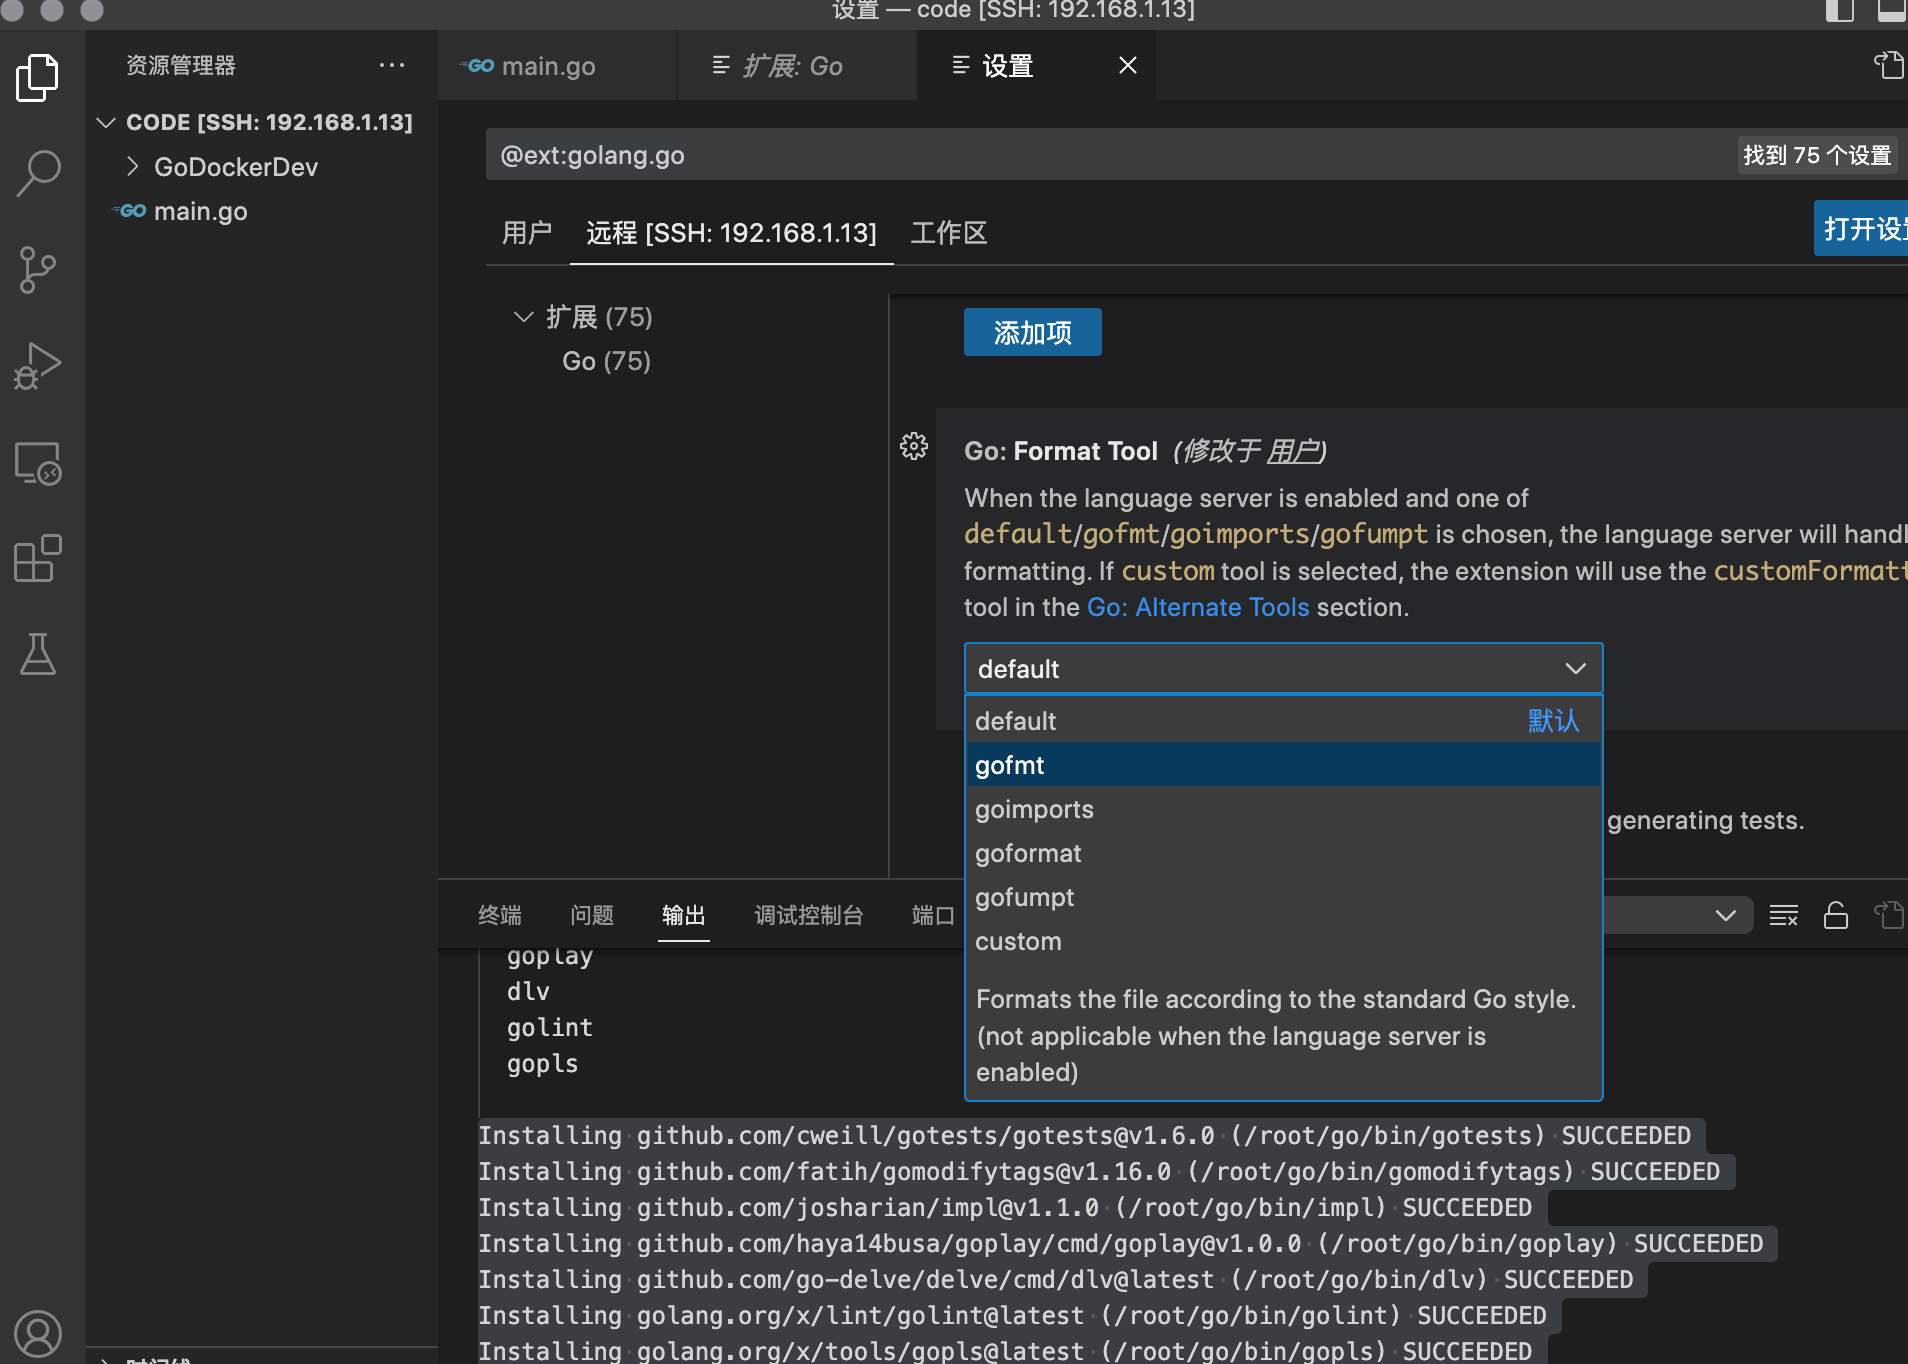 设置 — code [SSH: 192.168.1.13]
资源管理器
CODE [SSH: 192.168.1.13]
GoDockerDev
GO main.go
GO main.go
扩展: Go
设置
@ext:golang.go
找到 75 个设置
用户
远程 [SSH: 192.168.1.13]
工作区
打开设
扩展 (75)
Go (75)
添加项
Go: Format Tool (修改于 用户)
When the language server is enabled and one of
default/gofmt/goimports/gofumpt is chosen, the language server will handl
formatting. If custom tool is selected, the extension will use the customFormatt
tool in the Go: Alternate Tools section.
default
default 默认
gofmt
goimports
goformat
gofumpt
custom
Formats the file according to the standard Go style.
(not applicable when the language server is
enabled)
generating tests.
终端 问题 输出 调试控制台 端口
goplay
dlv
golint
gopls
Installing github.com/cweill/gotests/gotests@v1.6.0 (/root/go/bin/gotests) SUCCEEDED
Installing github.com/fatih/gomodifytags@v1.16.0 (/root/go/bin/gomodifytags) SUCCEEDED
Installing github.com/josharian/impl@v1.1.0 (/root/go/bin/impl) SUCCEEDED
Installing github.com/haya14busa/goplay/cmd/goplay@v1.0.0 (/root/go/bin/goplay) SUCCEEDED
Installing github.com/go-delve/delve/cmd/dlv@latest (/root/go/bin/dlv) SUCCEEDED
Installing golang.org/x/lint/golint@latest (/root/go/bin/golint) SUCCEEDED
Installing golang.org/x/tools/gopls@latest (/root/go/bin/gopls) SUCCEEDED